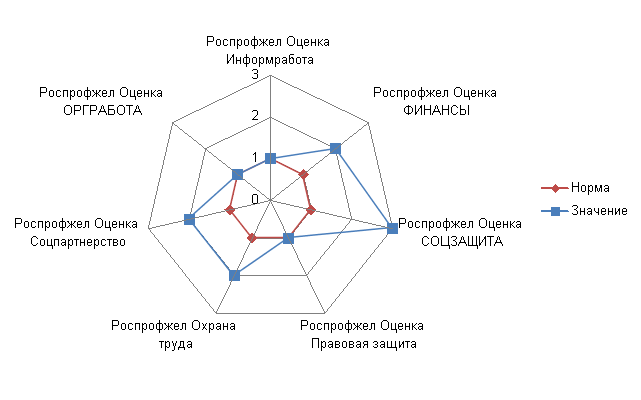 Роспрофжел Оценка
Информработа
3
Роспрофжел Оценка
ОРГРАБОТА
Роспрофжел Оценка
ФИНАНСЫ
2
1
0
Норма
Значение
Роспрофжел Оценка
Соцпартнерство
Роспрофжел Оценка
СОЦЗАЩИТА
Роспрофжел Охрана
труда
Роспрофжел Оценка
Правовая защита